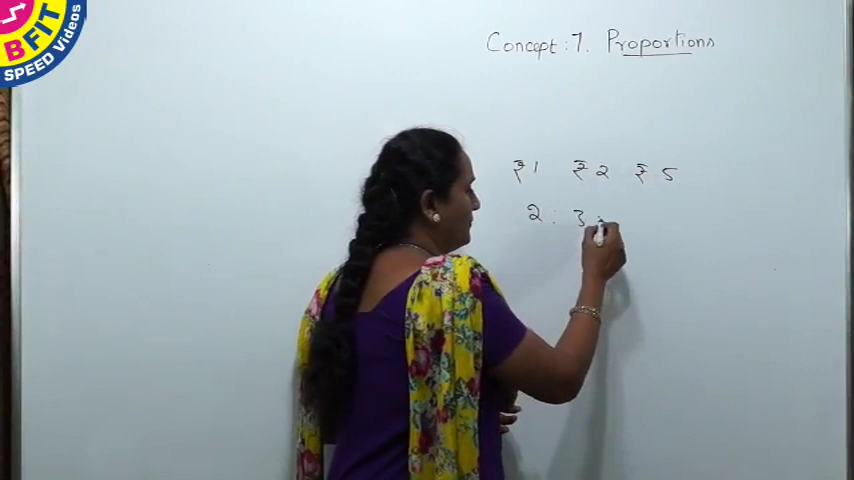 BFIT
SPEED Videos
Concept : 7. Proportions
₹ 1 ₹ 2 ₹ 5
2 : 3 :